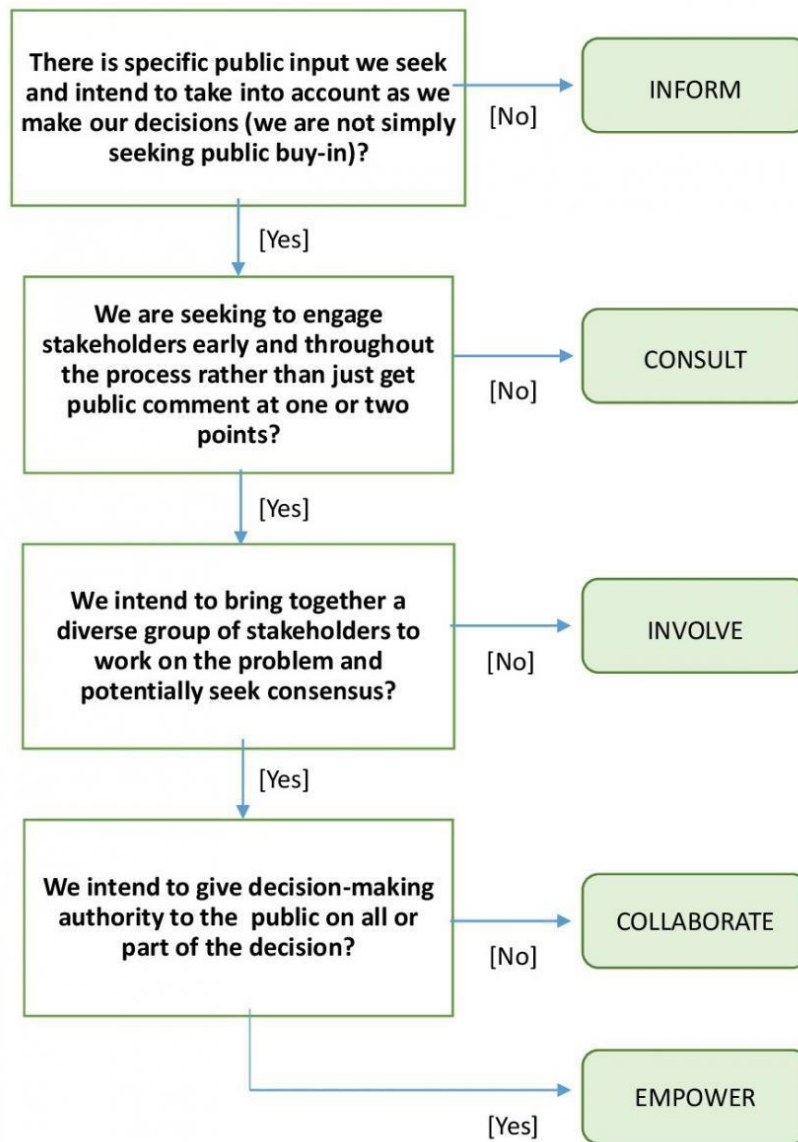 There is specific public input we seek
and intend to take into account as we
make our decisions (we are not simply
seeking public buy-in)?
[No]
INFORM
[Yes]
We are seeking to engage
stakeholders early and throughout
the process rather than just get
public comment at one or two
points?
[No]
CONSULT
[Yes]
We intend to bring together a
diverse group of stakeholders to
work on the problem and
potentially seek consensus?
[No]
INVOLVE
[Yes]
We intend to give decision-making
authority to the public on all or
part of the decision?
[No]
COLLABORATE
[Yes]
EMPOWER